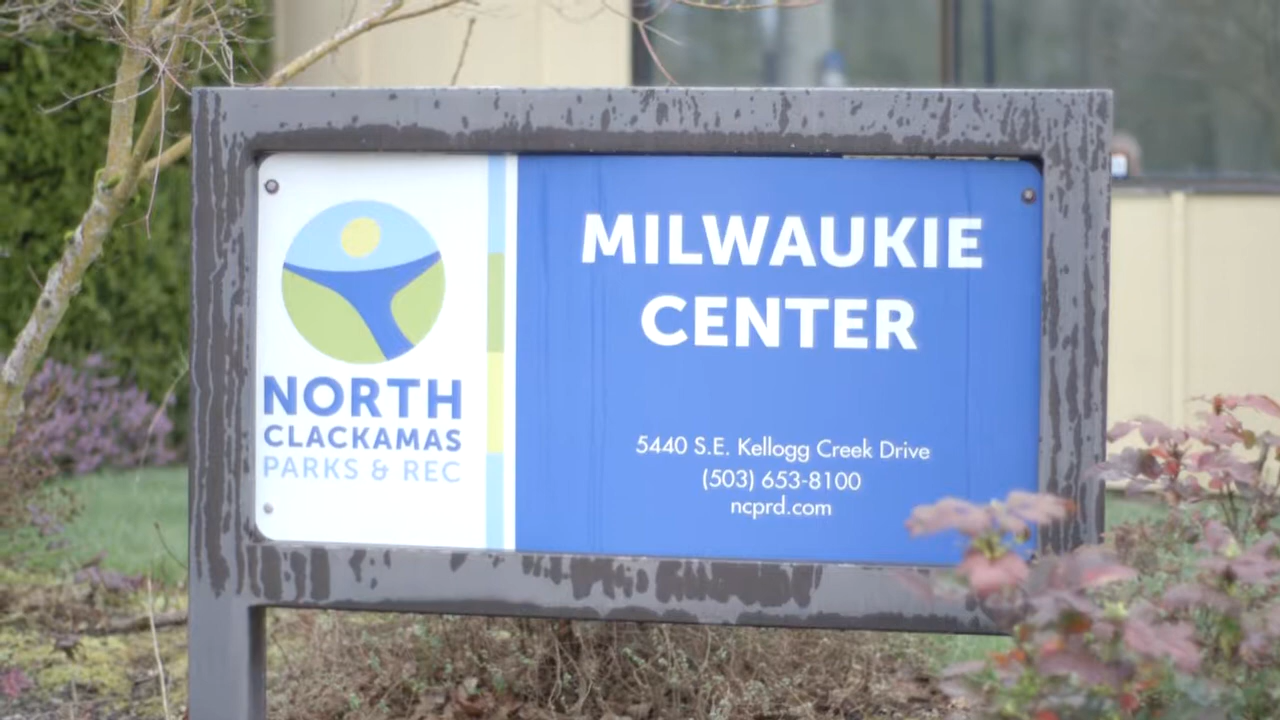 NORTH
CLACKAMAS
PARKS & REC
MILWAUKIE
CENTER
5440 S.E. Kellogg Creek Drive
(503) 653-8100
ncprd.com